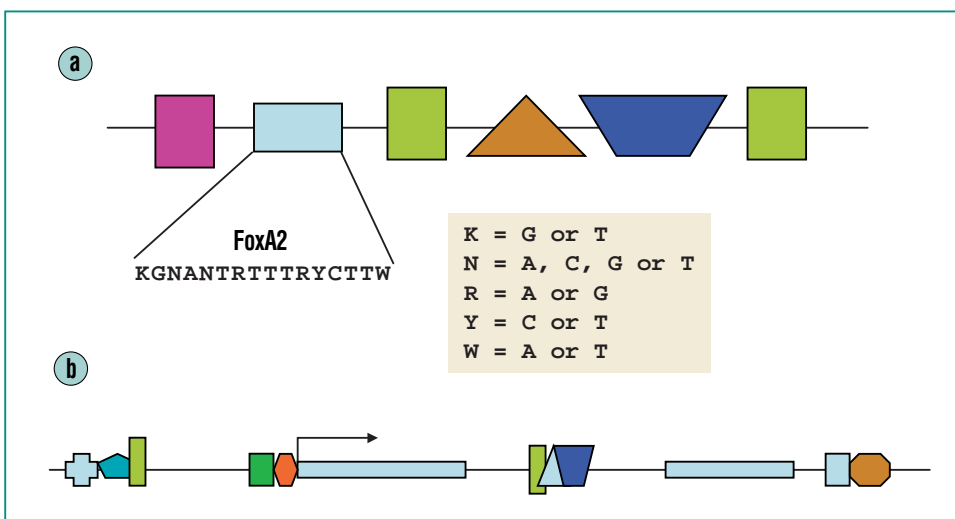 a
FoxA2
KGNANTRTTTRYCTTW
K = G or T
N = A, C, G or T
R = A or G
Y = C or T
W = A or T
b